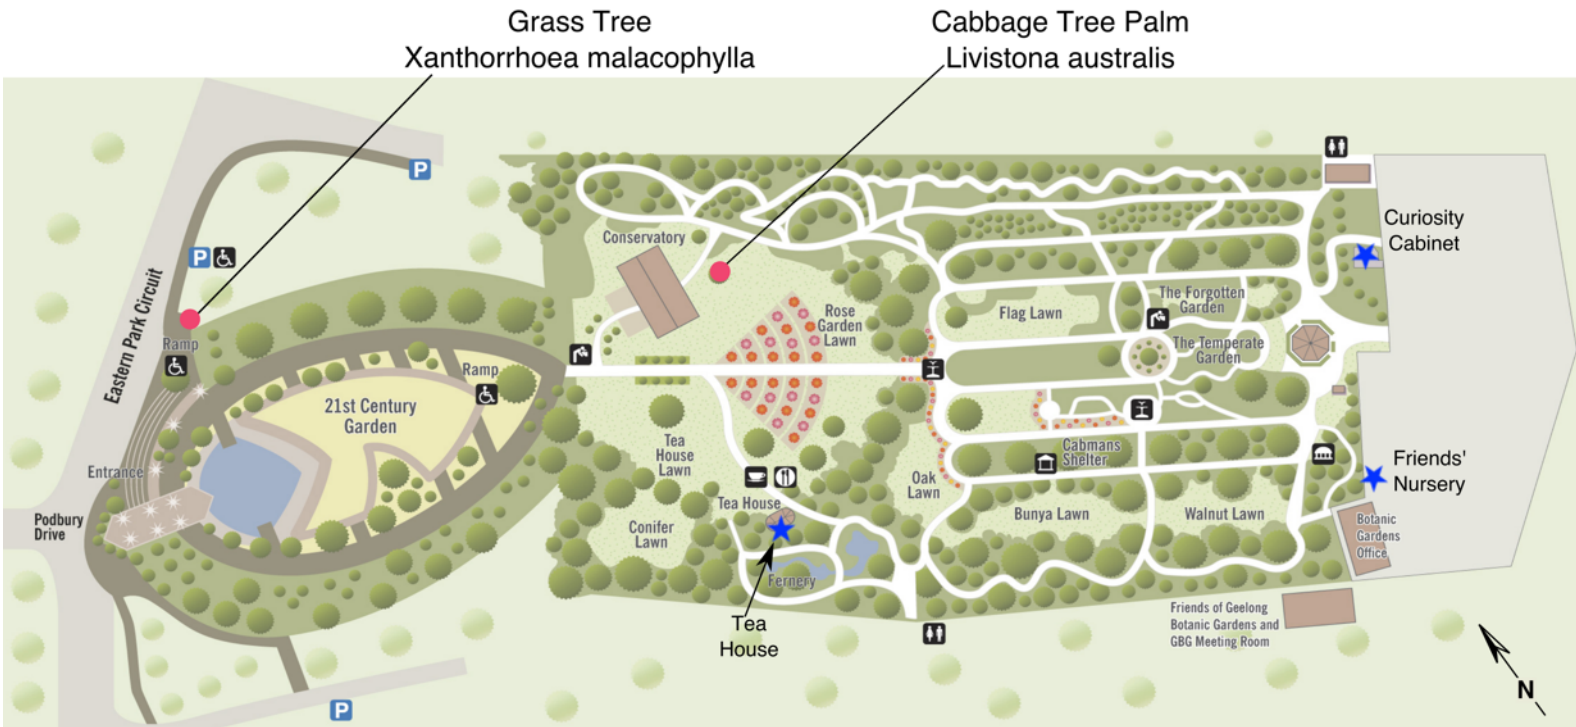 Grass Tree
Xanthorrhoea malacophylla
Cabbage Tree Palm
Livistona australis
P
P
Eastern Park Circuit
Ramp
Ramp
21st Century
Garden
Entrance
Podbury
Drive
P
Conservatory
Rose
Garden
Lawn
Tea
House
Lawn
Tea House
Conifer
Lawn
Fernery
Tea
House
Oak
Lawn
Flag Lawn
The Forgotten
Garden
The Temperate
Garden
Cabmans
Shelter
Bunya Lawn
Walnut Lawn
Curiosity
Cabinet
Friends'
Nursery
Botanic
Gardens
Office
Friends of Geelong
Botanic Gardens and
GBG Meeting Room
N